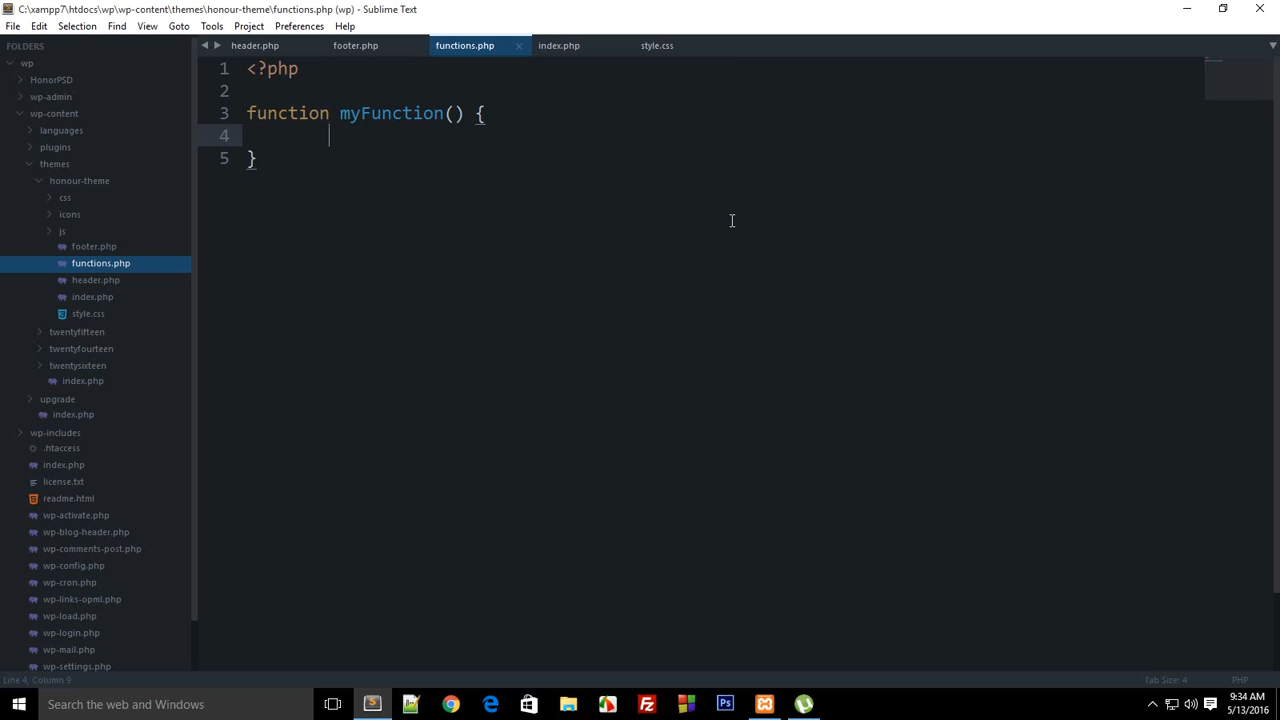 C:\xampp7\htdocs\wp\wp-content\themes\honour-theme\functions.php (wp) - Sublime Text
File Edit Selection Find View Goto Tools Project Preferences Help
FOLDERS
wp
HonorPSD
wp-admin
wp-content
languages
plugins
themes
honour-theme
css
icons
js
footer.php
functions.php
header.php
index.php
style.css
twentyfifteen
twentyfourteen
twentysixteen
index.php
upgrade
index.php
wp-includes
.htaccess
index.php
license.txt
readme.html
wp-activate.php
wp-blog-header.php
wp-comments-post.php
wp-config.php
wp-cron.php
wp-links-opml.php
wp-load.php
wp-login.php
wp-mail.php
wp-settings.php
header.php footer.php functions.php index.php style.css
1 <?php
2
3 function myFunction() {
4
5 }
Line 4, Column 9 Tab Size: 4 PHP
Search the web and Windows
Ps
9:34 AM
5/13/2016